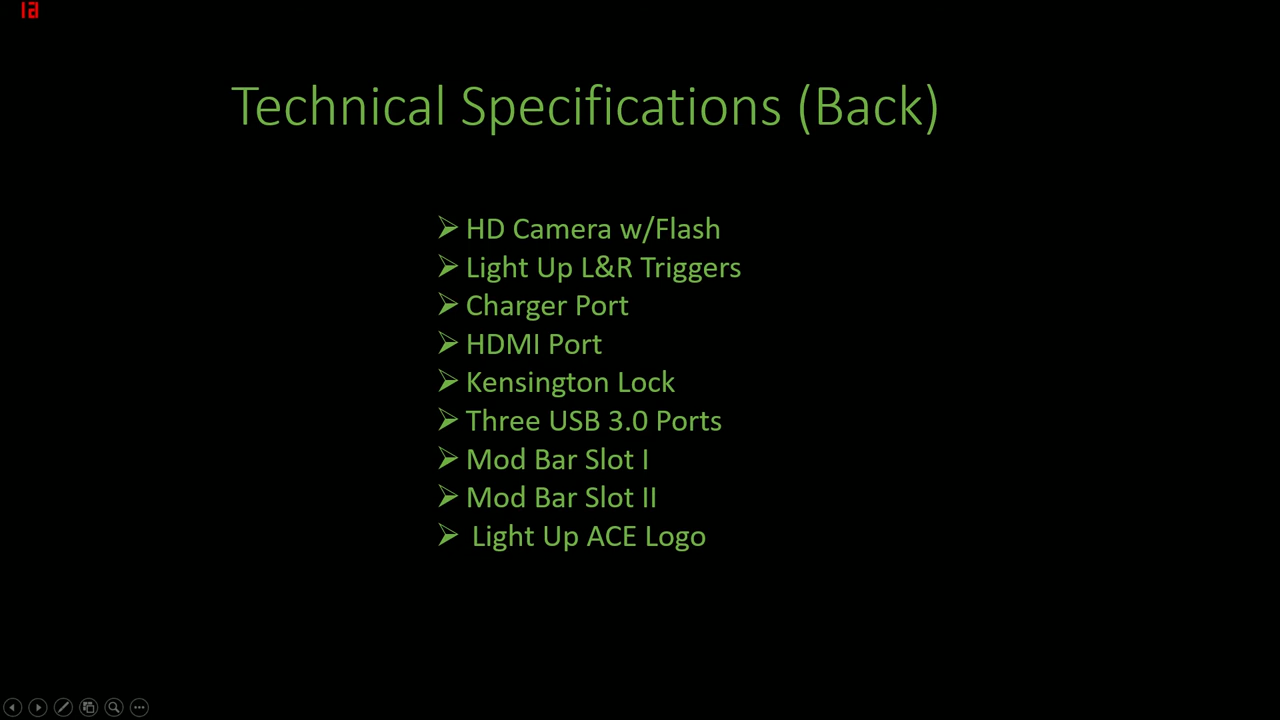 12
Technical Specifications (Back)
HD Camera w/Flash
Light Up L&R Triggers
Charger Port
HDMI Port
Kensington Lock
Three USB 3.0 Ports
Mod Bar Slot I
Mod Bar Slot II
Light Up ACE Logo